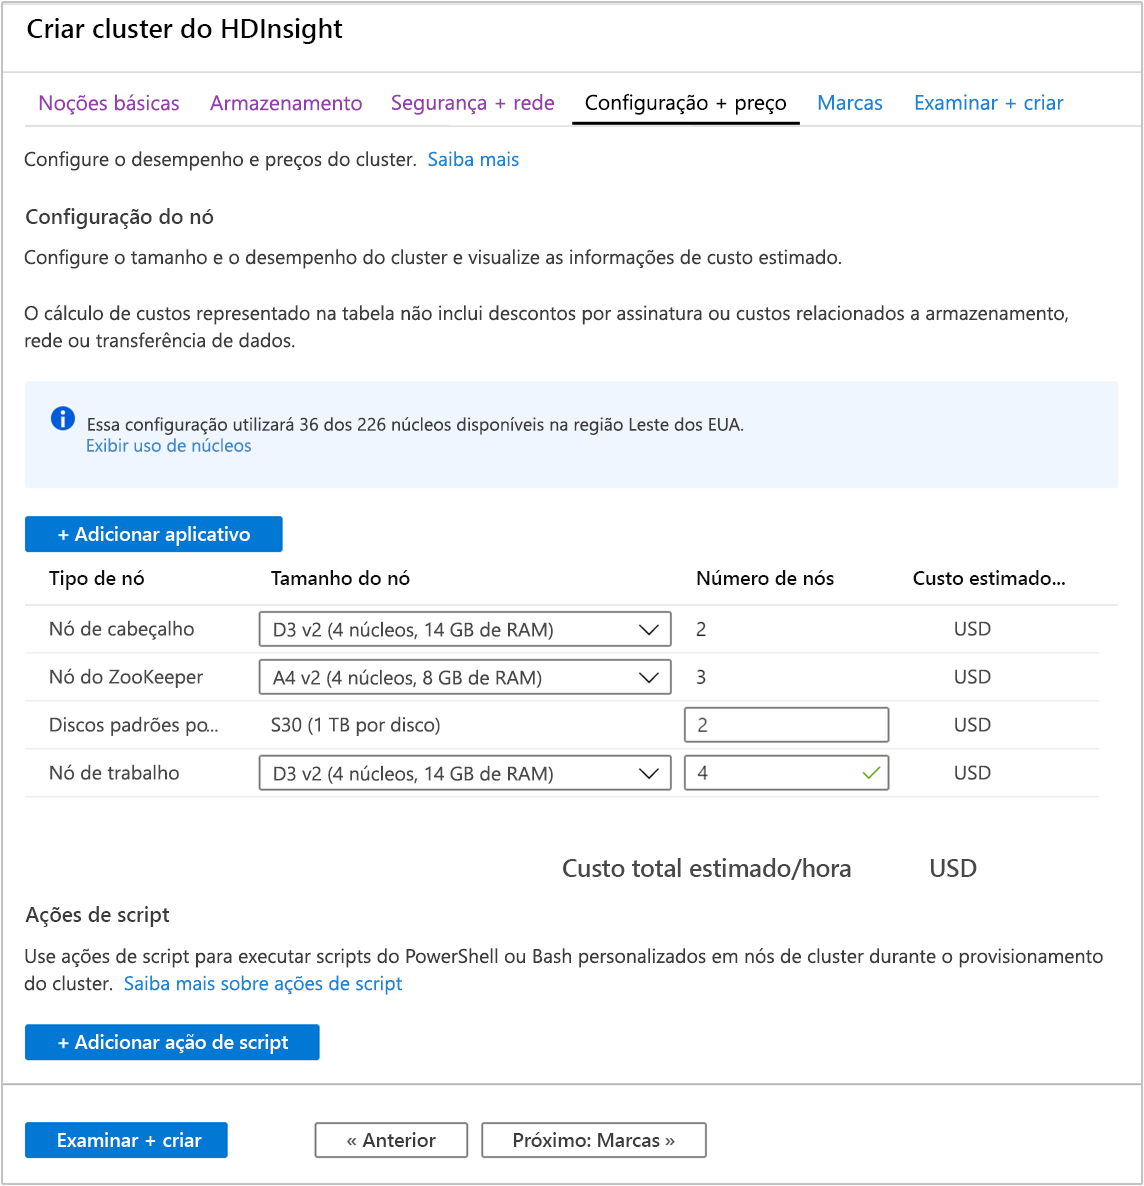 Criar cluster do HDInsight
Noções básicas Armazenamento Segurança + rede Configuração + preço Marcas Examinar + criar
Configure o desempenho e preços do cluster. Saiba mais
Configuração do nó
Configure o tamanho e o desempenho do cluster e visualize as informações de custo estimado.
O cálculo de custos representado na tabela não inclui descontos por assinatura ou custos relacionados a armazenamento,
rede ou transferência de dados.
Essa configuração utilizará 36 dos 226 núcleos disponíveis na região Leste dos EUA.
Exibir uso de núcleos
+ Adicionar aplicativo
Tipo de nó Tamanho do nó Número de nós Custo estimado...
Nó de cabeçalho D3 v2 (4 núcleos, 14 GB de RAM) 2 USD
Nó do ZooKeeper A4 v2 (4 núcleos, 8 GB de RAM) 3 USD
Discos padrões po... S30 (1 TB por disco) 2 USD
Nó de trabalho D3 v2 (4 núcleos, 14 GB de RAM) 4 USD
Custo total estimado/hora USD
Ações de script
Use ações de script para executar scripts do PowerShell ou Bash personalizados em nós de cluster durante o provisionamento
do cluster. Saiba mais sobre ações de script
+ Adicionar ação de script
Examinar + criar « Anterior Próximo: Marcas »